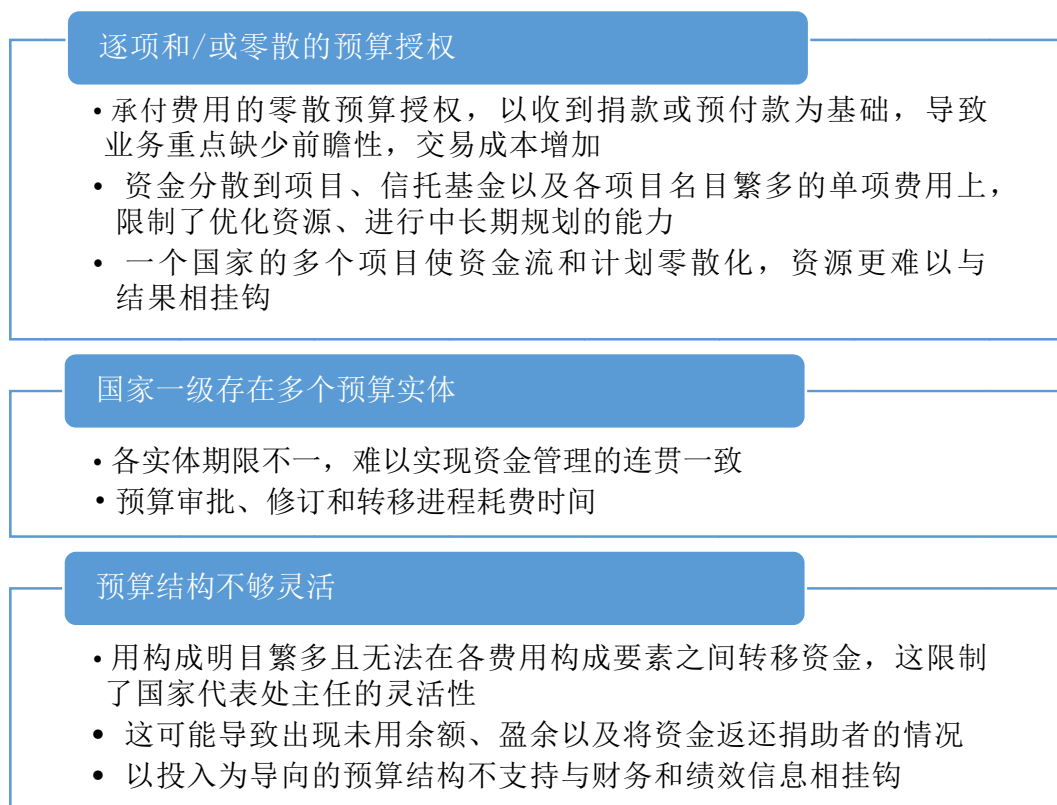 逐项和/或零散的预算授权
• 承付费用的零散预算授权，以收到捐款或预付款为基础，导致
业务重点缺少前瞻性，交易成本增加
• 资金分散到项目、信托基金以及各项目名目繁多的单项费用上，
限制了优化资源、进行中长期规划的能力
• 一个国家的多个项目使资金流和计划零散化，资源更难以与
结果相挂钩
国家一级存在多个预算实体
• 各实体期限不一，难以实现资金管理的连贯一致
• 预算审批、修订和转移进程耗费时间
预算结构不够灵活
• 用构成明目繁多且无法在各费用构成要素之间转移资金，这限制
了国家代表处主任的灵活性
• 这可能导致出现未用余额、盈余以及将资金返还捐助者的情况
• 以投入为导向的预算结构不支持与财务和绩效信息相挂钩